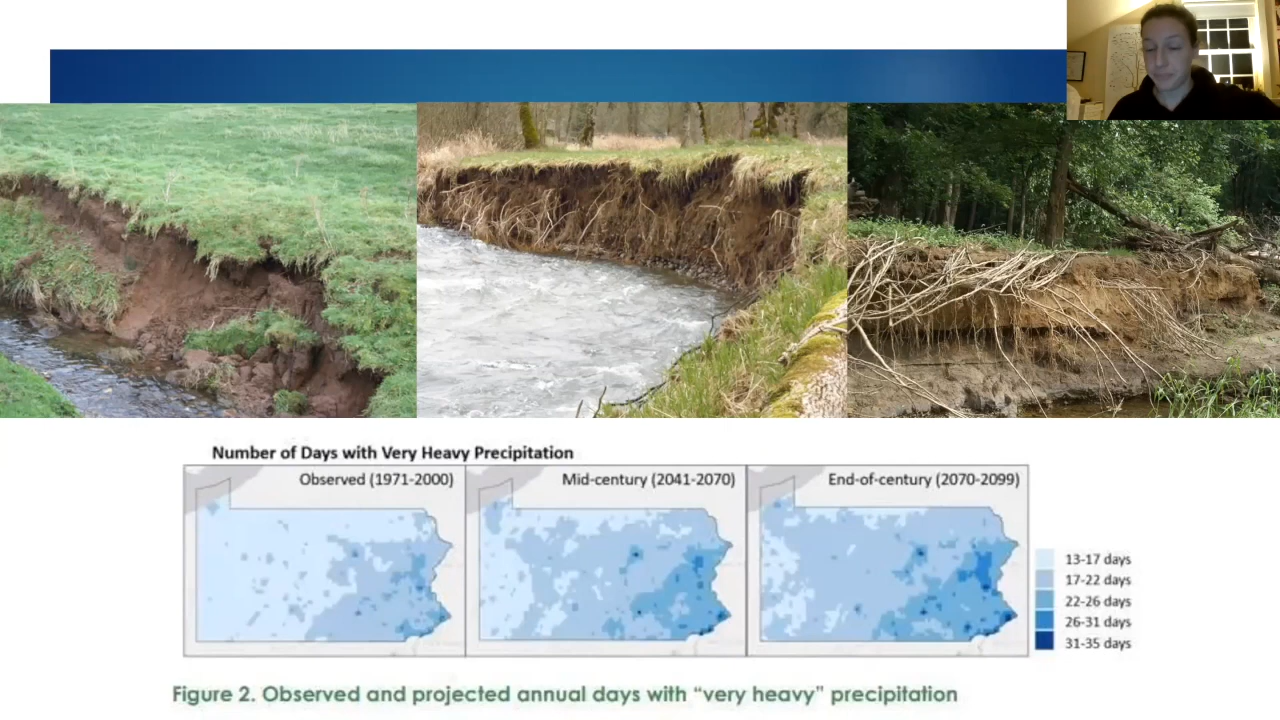 Number of Days with Very Heavy Precipitation
Observed (1971-2000)
Mid-century (2041-2070)
End-of-century (2070-2099)
13-17 days
17-22 days
22-26 days
26-31 days
31-35 days
Figure 2. Observed and projected annual days with “very heavy” precipitation